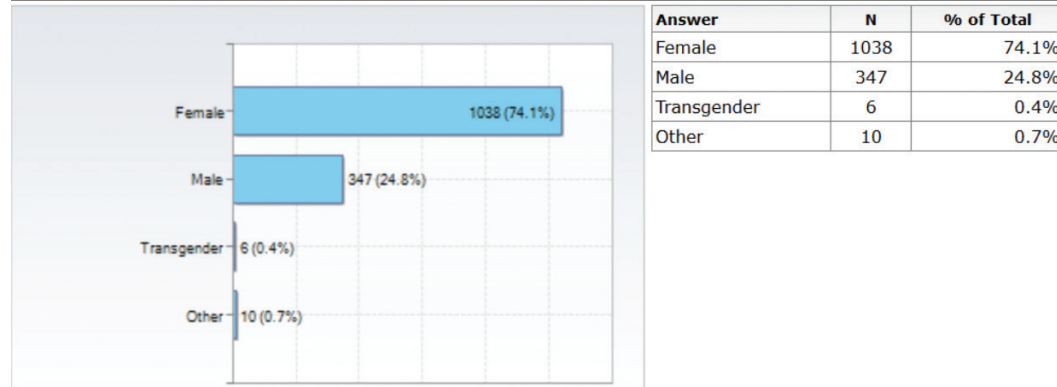 Female
1038 (74.1%)
Male
347 (24.8%)
Transgender
6 (0.4%)
Other
10 (0.7%)
Answer N % of Total
Female 1038 74.1%
Male 347 24.8%
Transgender 6 0.4%
Other 10 0.7%